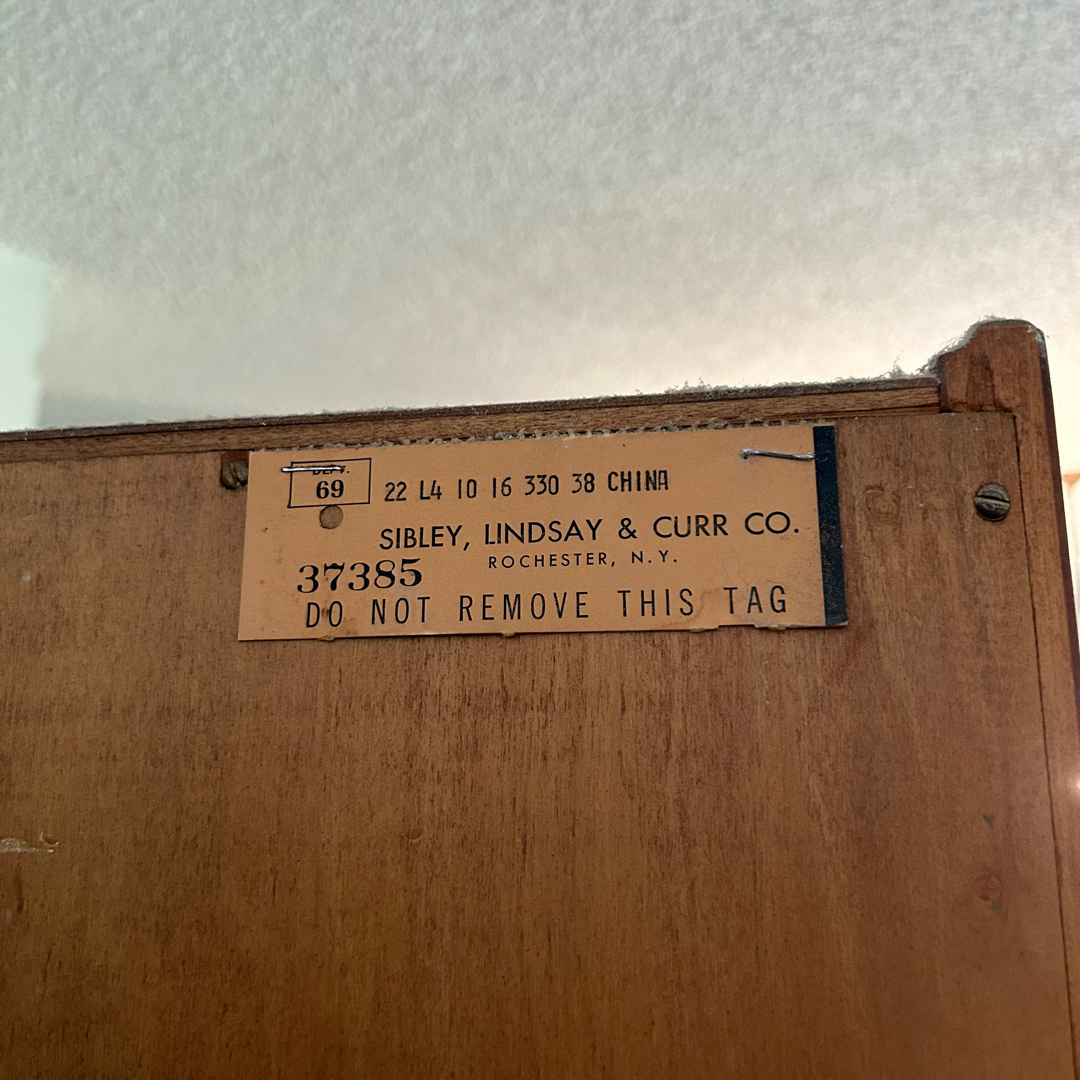 DEPT.
69
22 L4 10 16 330 38 CHINA
SIBLEY, LINDSAY & CURR CO.
ROCHESTER, N.Y.
37385
DO NOT REMOVE THIS TAG